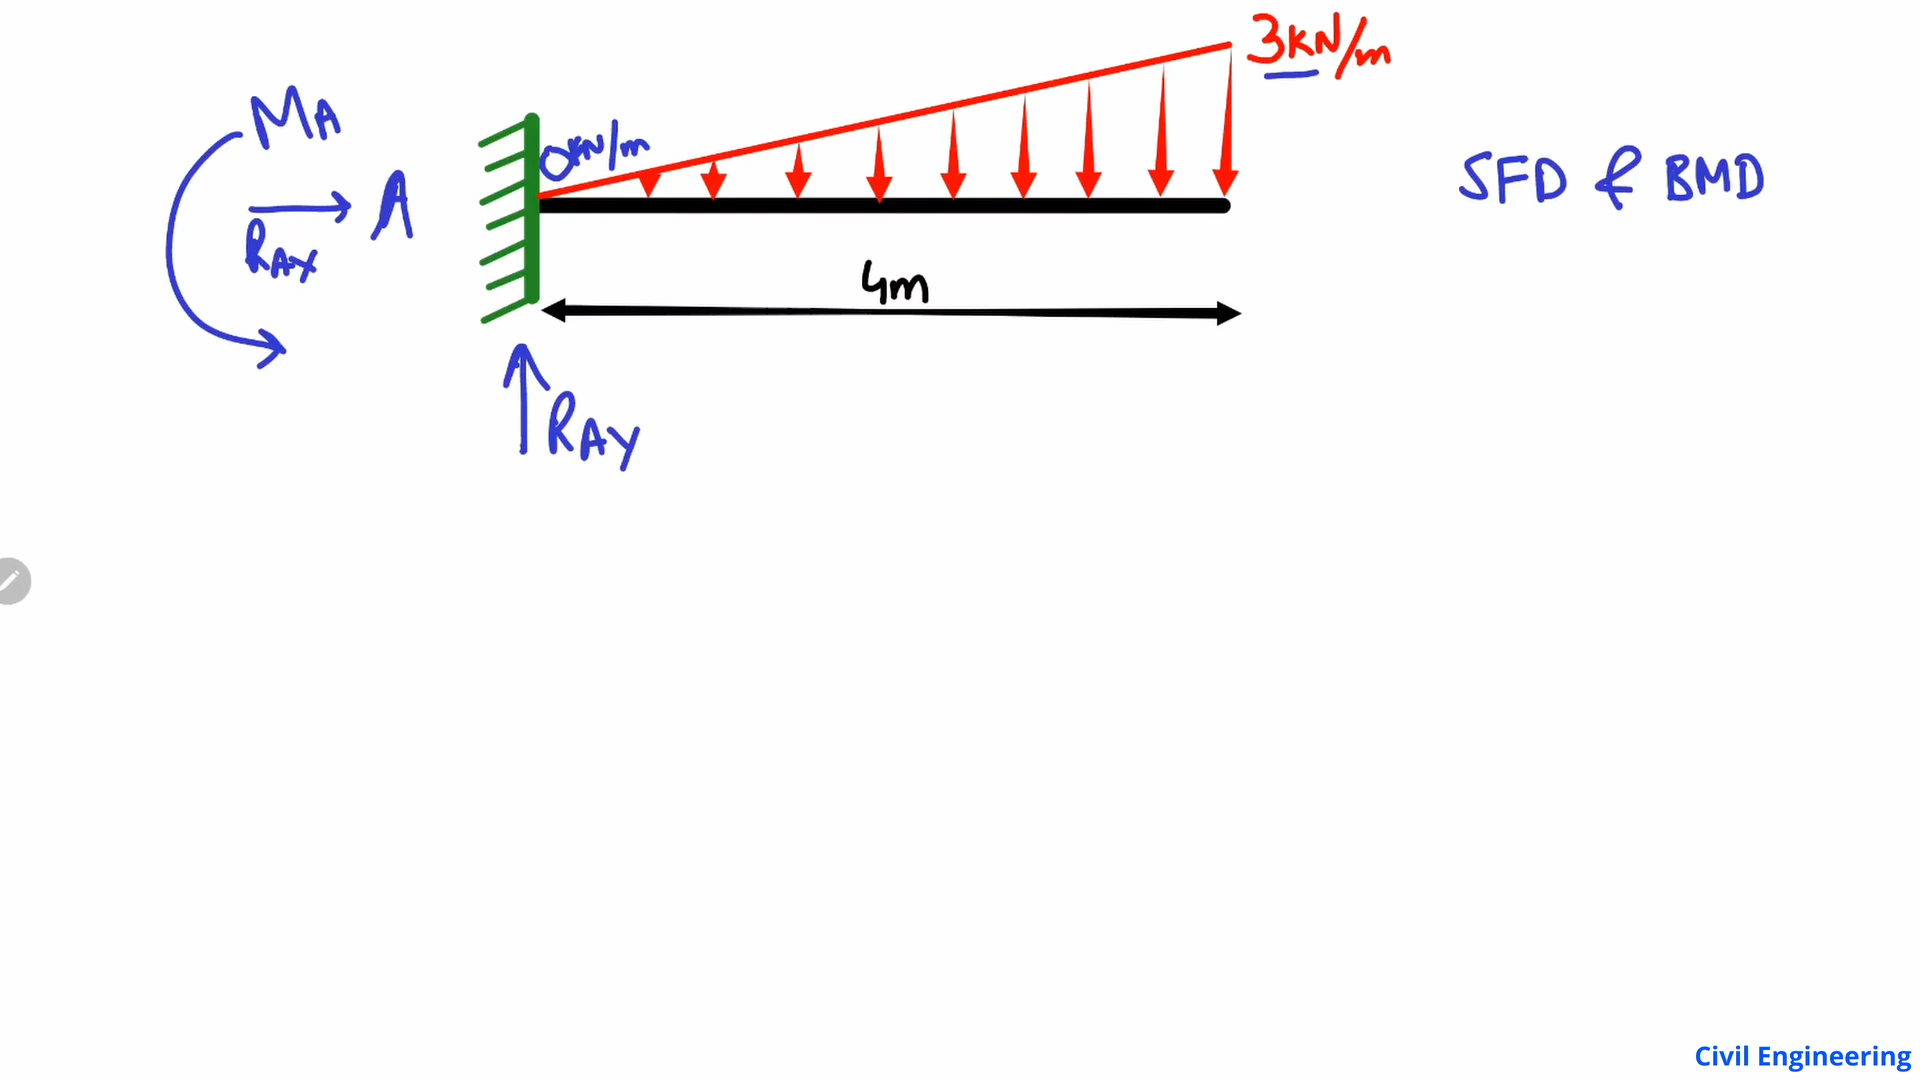 3KN/m
MA
0KN/m
SFD & BMD
A
RAX
4m
RAY
Civil Engineering